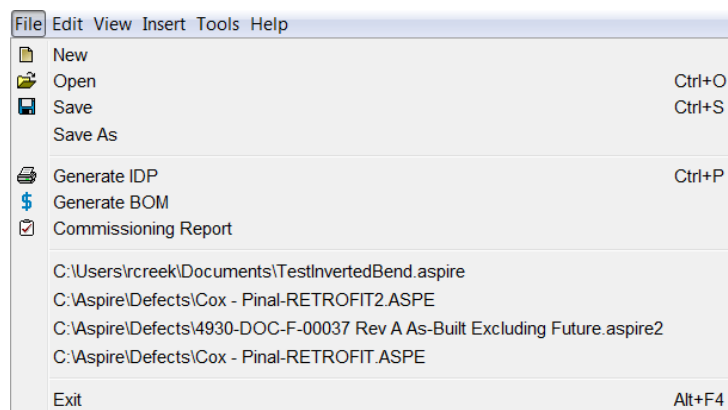 File Edit View Insert Tools Help
New
Open Ctrl+O
Save Ctrl+S
Save As
Generate IDP Ctrl+P
$ Generate BOM
Commissioning Report
C:\Users\rcreek\Documents\TestInvertedBend.aspire
C:\Aspire\Defects\Cox - Pinal-RETROFIT2.ASPE
C:\Aspire\Defects\4930-DOC-F-00037 Rev A As-Built Excluding Future.aspire2
C:\Aspire\Defects\Cox - Pinal-RETROFIT.ASPE
Exit Alt+F4